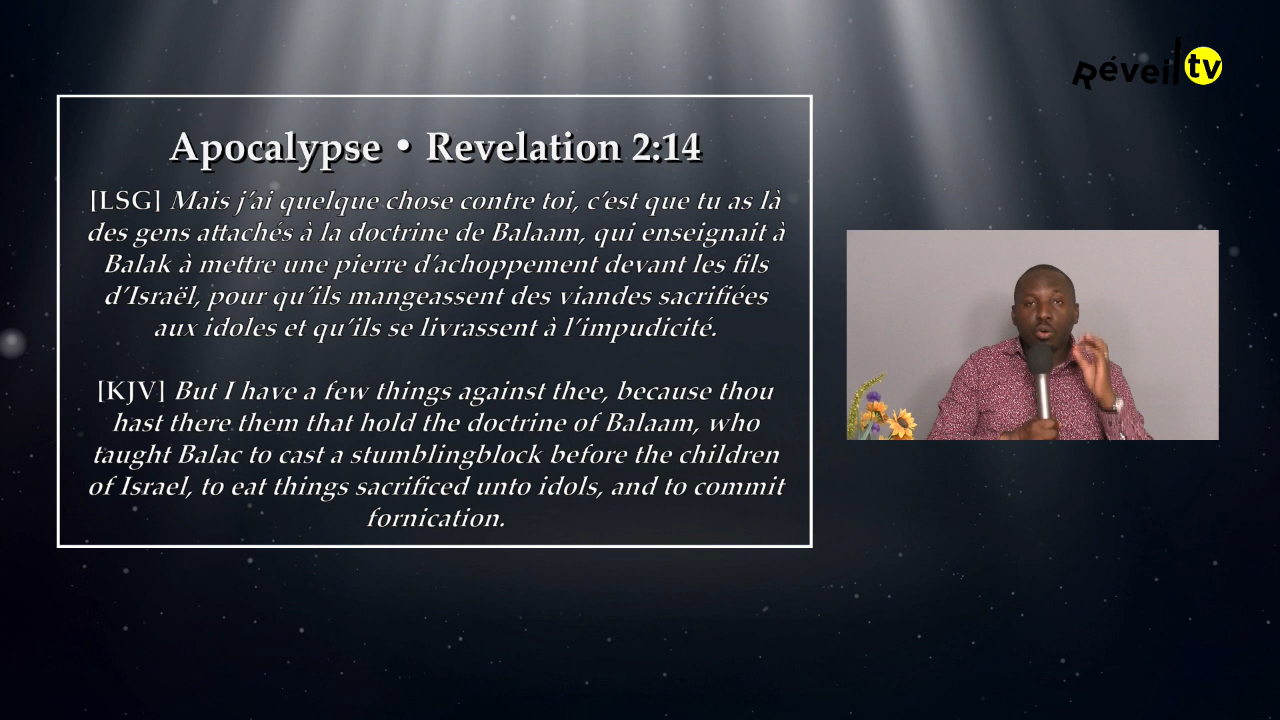 Réveil tv
Apocalypse • Revelation 2:14
[LSG] Mais j’ai quelque chose contre toi, c’est que tu as là
des gens attachés à la doctrine de Balaam, qui enseignait à
Balak à mettre une pierre d’achoppement devant les fils
d’Israël, pour qu’ils mangeassent des viandes sacrifiées
aux idoles et qu’ils se livrassent à l’impudicité.
[KJV] But I have a few things against thee, because thou
hast there them that hold the doctrine of Balaam, who
taught Balac to cast a stumblingblock before the children
of Israel, to eat things sacrificed unto idols, and to commit
fornication.